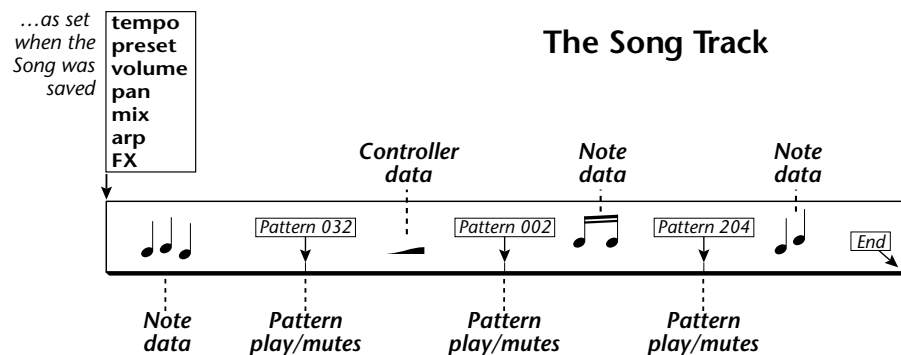 …as set
when the
Song was
saved
tempo
preset
volume
pan
mix
arp
FX
The Song Track
Controller
data
Note
data
Note
data
Pattern 032
Pattern 002
Pattern 204
End
Note
data
Pattern
play/mutes
Pattern
play/mutes
Pattern
play/mutes